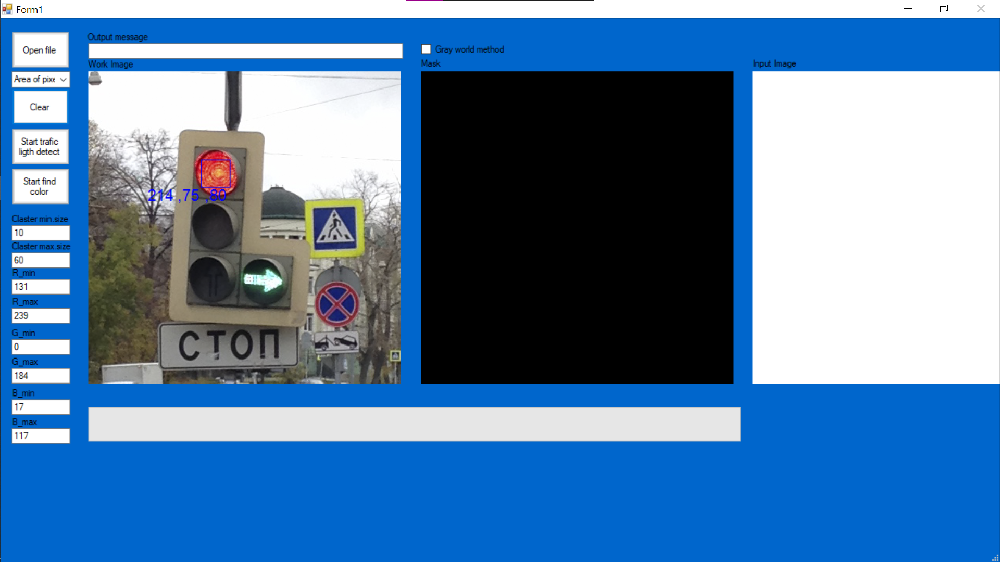 Form1
Open file
Area of pixe
Clear
Start trafic
ligth detect
Start find
color
Claster min.size
10
Claster max.size
60
R_min
131
R_max
239
G_min
0
G_max
184
B_min
17
B_max
117
Output message
Work Image
214 ,75 ,80
СТОП
Gray world method
Mask
Input Image